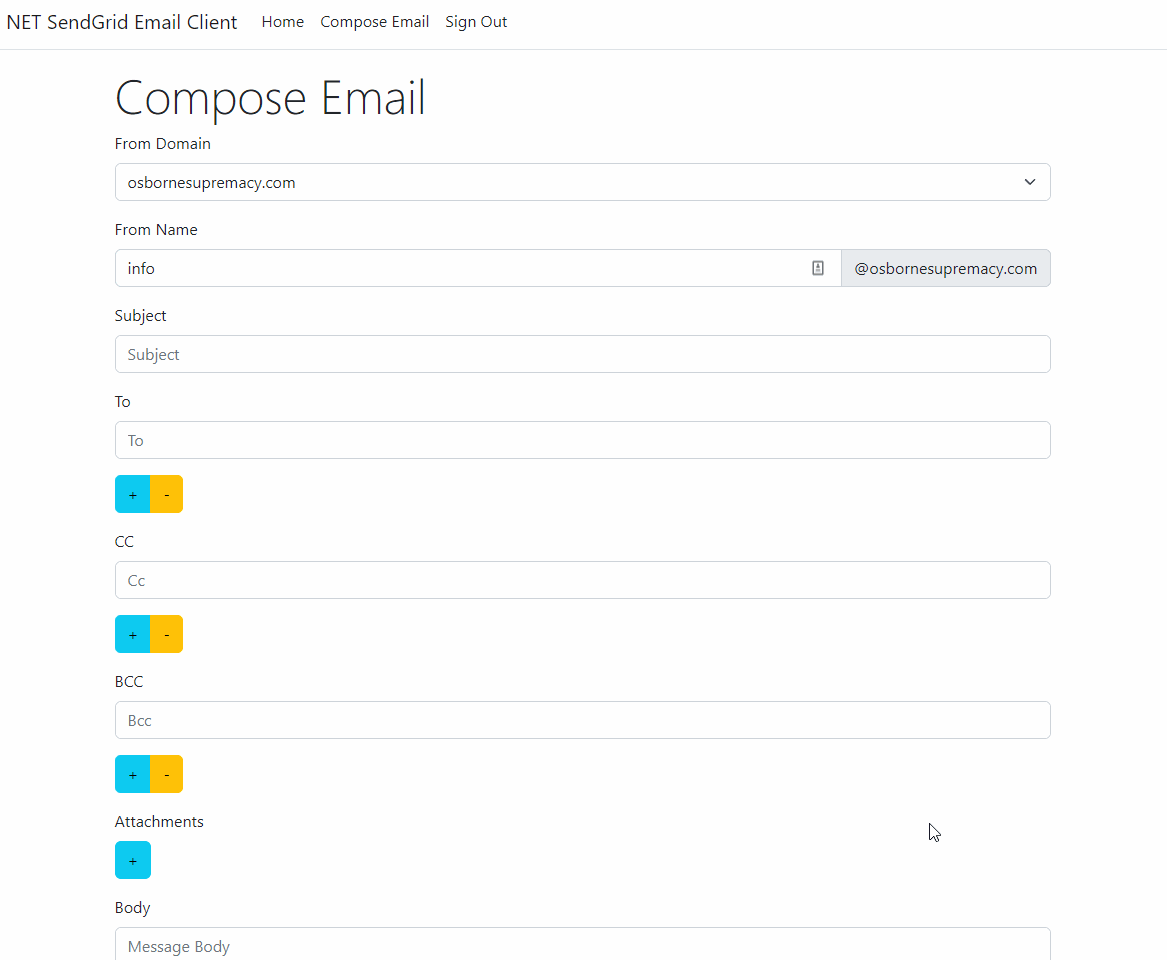 NET SendGrid Email Client Home Compose Email Sign Out
Compose Email
From Domain
osbornesupremacy.com
From Name
info @osbornesupremacy.com
Subject
Subject
To
To
+ -
CC
Cc
+ -
BCC
Bcc
+ -
Attachments
+
Body
Message Body